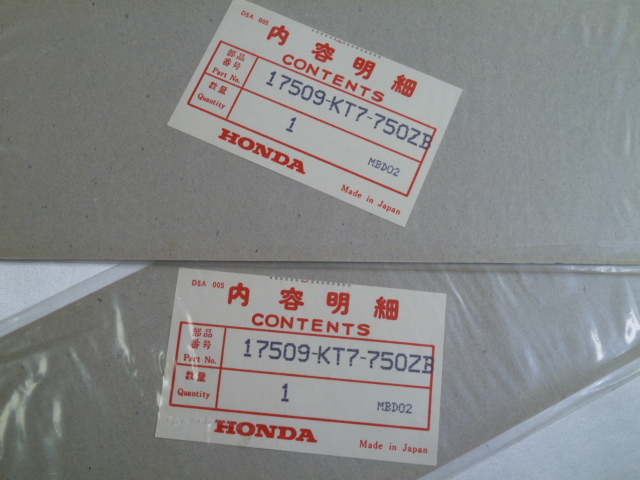 DSA 005
内容明細
CONTENTS
部品
番号
Part No.
17509-KT7-750ZB
数量
Quantity
1
MBD02
HONDA
Made in Japan
DSA 005
内容明細
CONTENTS
部品
番号
Part No.
17509-KT7-750ZB
数量
Quantity
1
MBD02
HONDA
Made in Japan